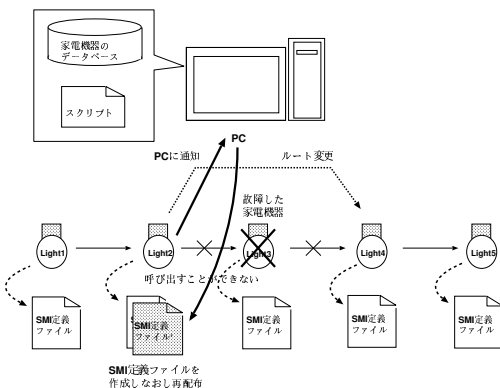 家電機器の
データベース
スクリプト
PC
PCに通知
ルート変更
故障した
家電機器
Light1
Light2
Light3
Light4
Light5
呼び出すことができない
SMI定義
ファイル
SMI定義
ファイル'
SMI定義
ファイル
SMI定義
ファイル
SMI定義
ファイル
SMI定義ファイルを
作成しなおし再配布